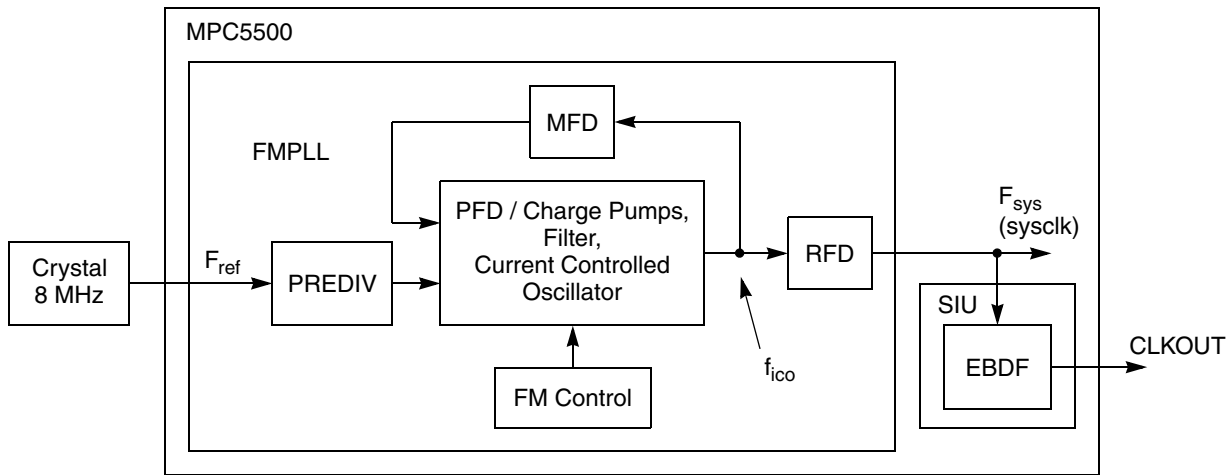 MPC5500
MFD
FMPLL
PFD / Charge Pumps,
Filter,
Current Controlled
Oscillator
Fsys
(sysclk)
Crystal
8 MHz
Fref
PREDIV
RFD
SIU
EBDF
CLKOUT
fico
FM Control